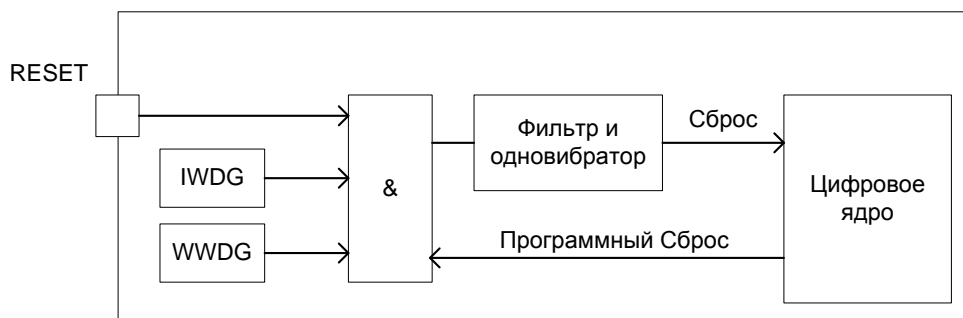 RESET
IWDG
WWDG
&
Фильтр и
одновибратор
Сброс
Программный Сброс
Цифровое
ядро